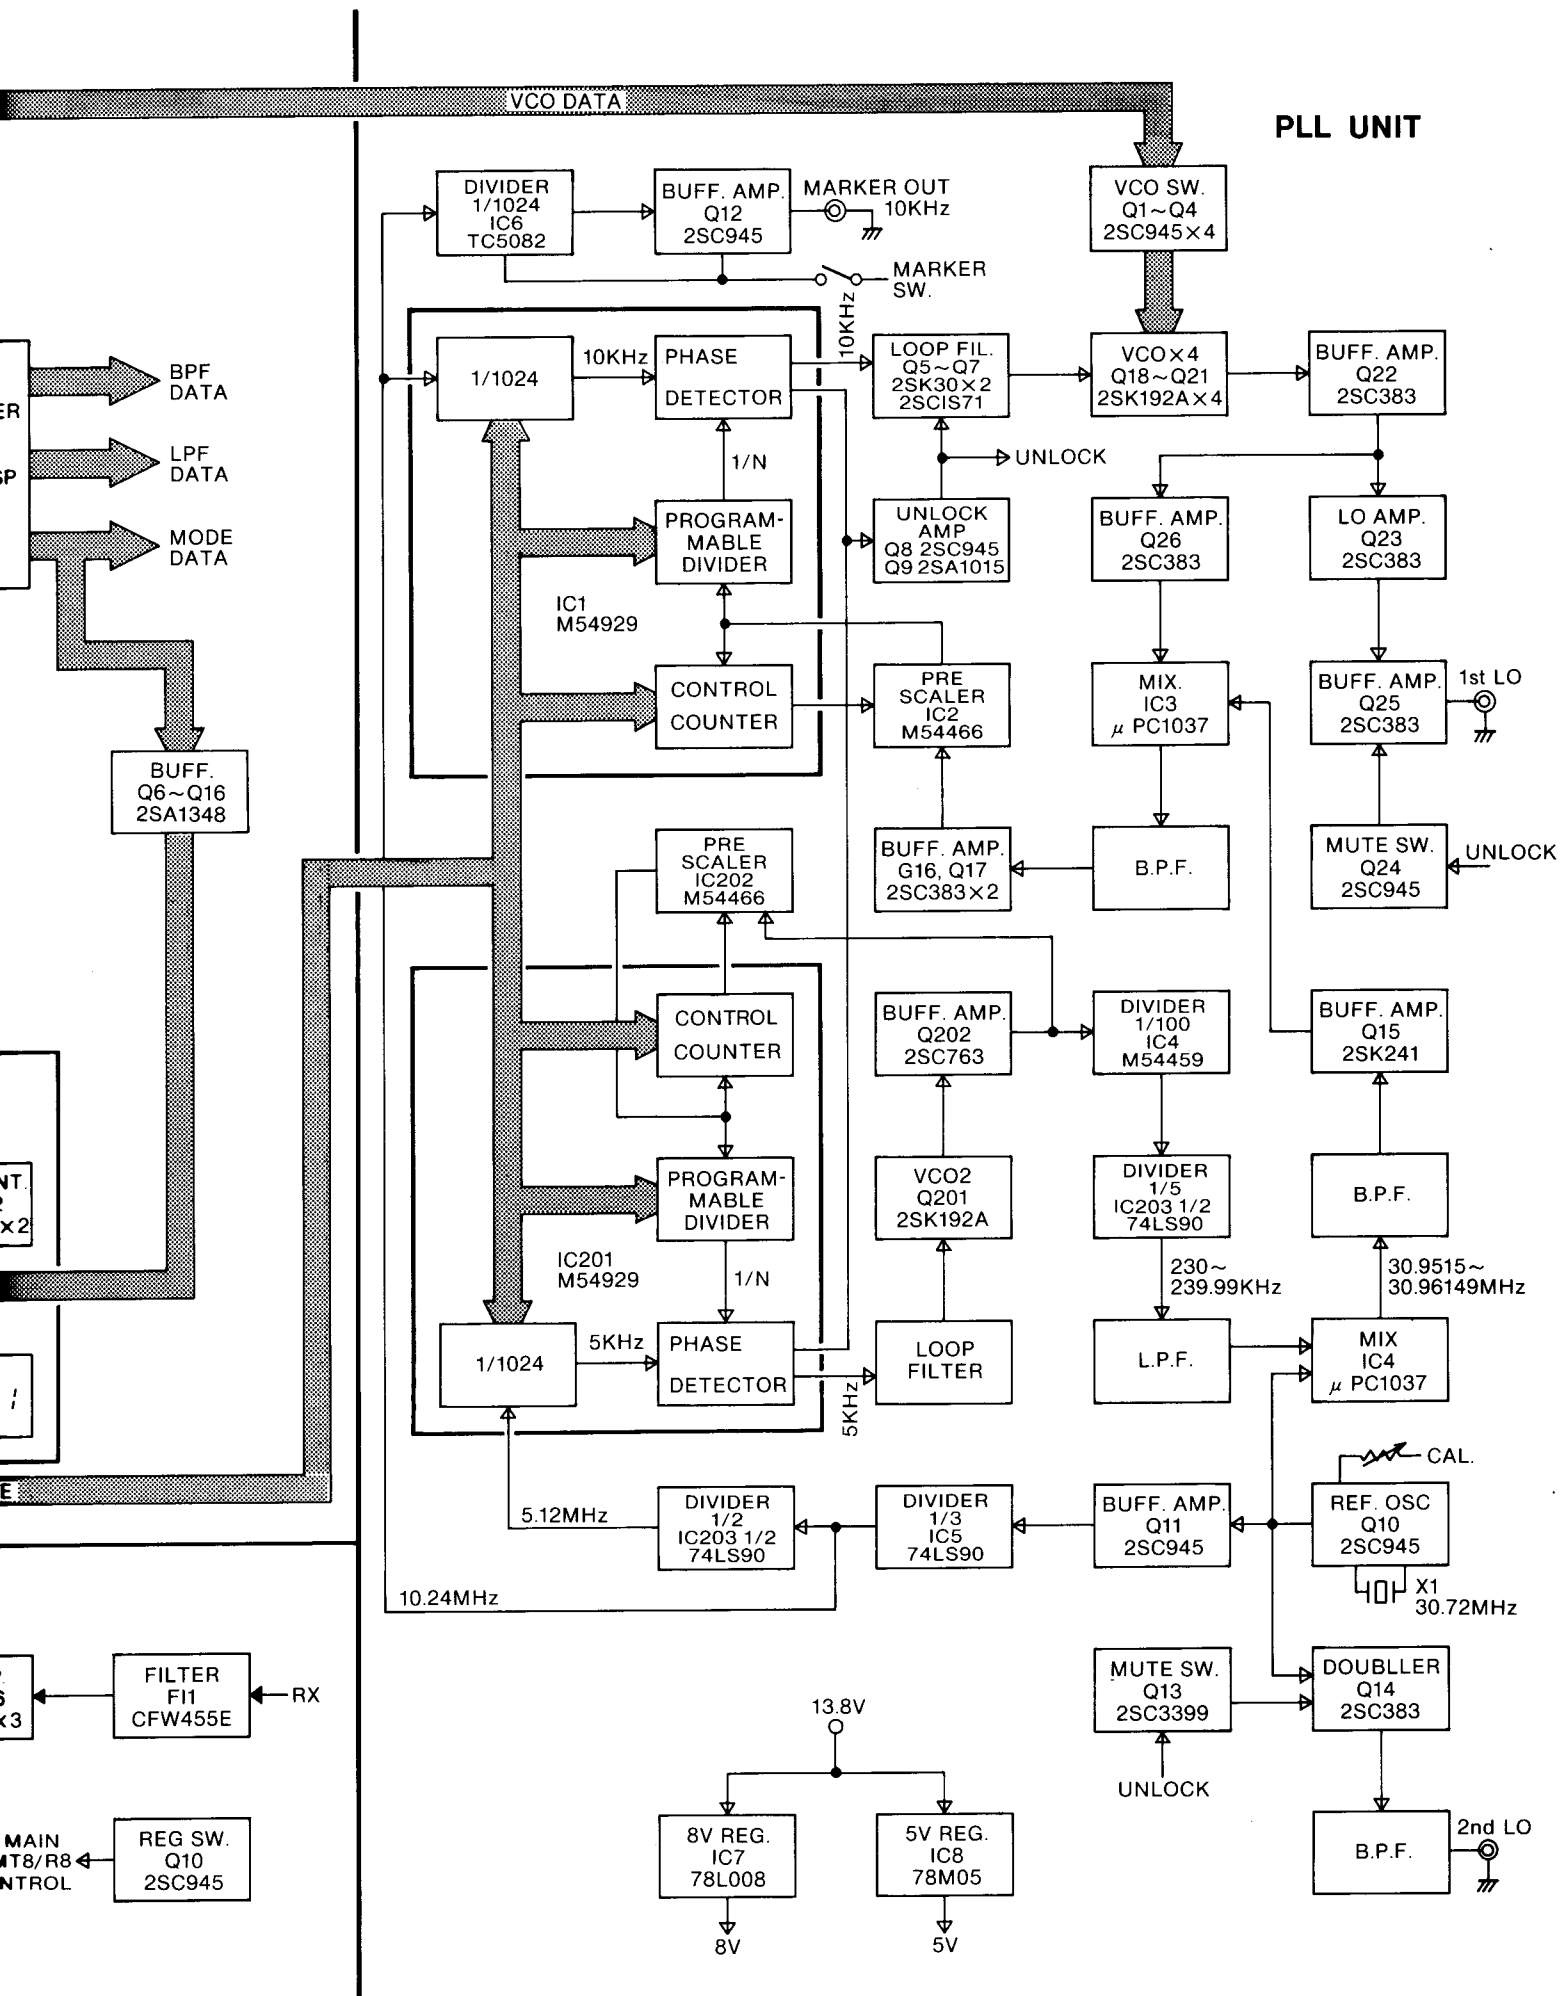 VCO DATA
PLL UNIT
DIVIDER
1/1024
IC6
TC5082
BUFF. AMP.
Q12
2SC945
MARKER OUT
10KHz
MARKER
SW.
VCO SW.
Q1~Q4
2SC945×4
10KHz
1/1024
10KHz
PHASE
DETECTOR
LOOP FIL.
Q5~Q7
2SK30×2
2SCIS71
VCO×4
Q18~Q21
2SK192A×4
BUFF. AMP.
Q22
2SC383
BPF
DATA
LPF
DATA
MODE
DATA
ER
SP
1/N
UNLOCK
PROGRAM-
MABLE
DIVIDER
UNLOCK
AMP
Q8 2SC945
Q9 2SA1015
BUFF. AMP.
Q26
2SC383
LO AMP.
Q23
2SC383
IC1
M54929
CONTROL
COUNTER
PRE
SCALER
IC2
M54466
MIX.
IC3
μ PC1037
BUFF. AMP.
Q25
2SC383
1st LO
BUFF.
Q6~Q16
2SA1348
PRE
SCALER
IC202
M54466
BUFF. AMP.
G16, Q17
2SC383×2
B.P.F.
MUTE SW.
Q24
2SC945
UNLOCK
CONTROL
COUNTER
BUFF. AMP.
Q202
2SC763
DIVIDER
1/100
IC4
M54459
BUFF. AMP.
Q15
2SK241
NT.
2
×2
PROGRAM-
MABLE
DIVIDER
VCO2
Q201
2SK192A
DIVIDER
1/5
IC203 1/2
74LS90
B.P.F.
IC201
M54929
1/N
230~
239.99KHz
30.9515~
30.96149MHz
1/1024
5KHz
PHASE
DETECTOR
5KHz
LOOP
FILTER
L.P.F.
MIX
IC4
μ PC1037
CAL.
E
5.12MHz
DIVIDER
1/2
IC203 1/2
74LS90
DIVIDER
1/3
IC5
74LS90
BUFF. AMP.
Q11
2SC945
REF. OSC
Q10
2SC945
10.24MHz
X1
30.72MHz
×3
FILTER
FI1
CFW455E
RX
13.8V
MUTE SW.
Q13
2SC3399
DOUBLLER
Q14
2SC383
UNLOCK
MAIN
MT8/R8
NTROL
REG SW.
Q10
2SC945
8V REG.
IC7
78L008
5V REG.
IC8
78M05
B.P.F.
2nd LO
8V
5V